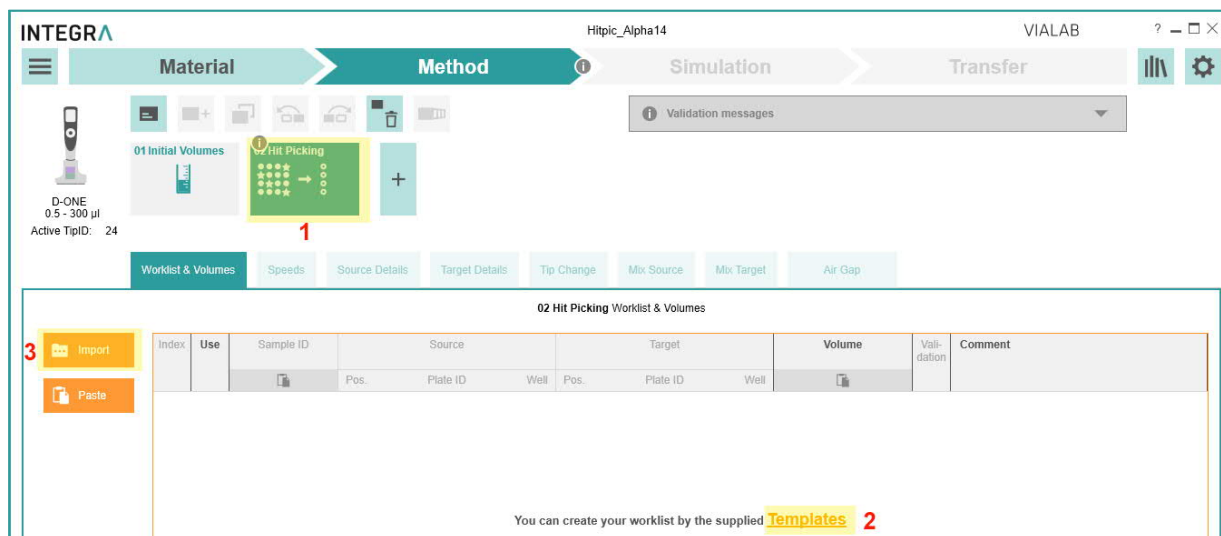 INTEGRA
Hitpic_Alpha14
VIALAB
?
Material
Method
Simulation
Transfer
Validation messages
D-ONE
0.5 - 300 µl
Active TipID: 24
01 Initial Volumes
02 Hit Picking
+
1
Worklist & Volumes
Speeds
Source Details
Target Details
Tip Change
Mix Source
Mix Target
Air Gap
02 Hit Picking Worklist & Volumes
3
Import
Paste
Index
Use
Sample ID
Source
Target
Volume
Vali-
dation
Comment
Pos.
Plate ID
Well
Pos.
Plate ID
Well
You can create your worklist by the supplied Templates 2